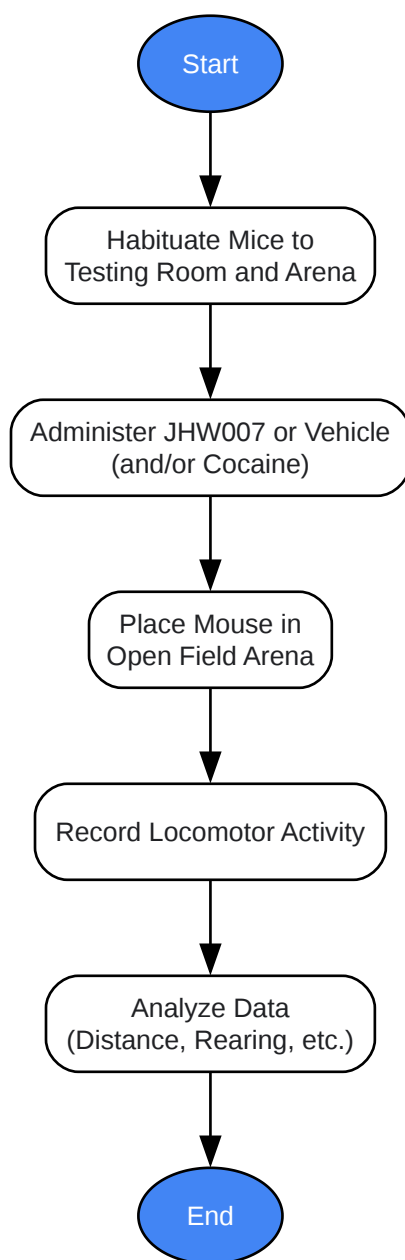 Start
Habituate Mice to
Testing Room and Arena
Administer JHW007 or Vehicle
(and/or Cocaine)
Place Mouse in
Open Field Arena
Record Locomotor Activity
Analyze Data
(Distance, Rearing, etc.)
End